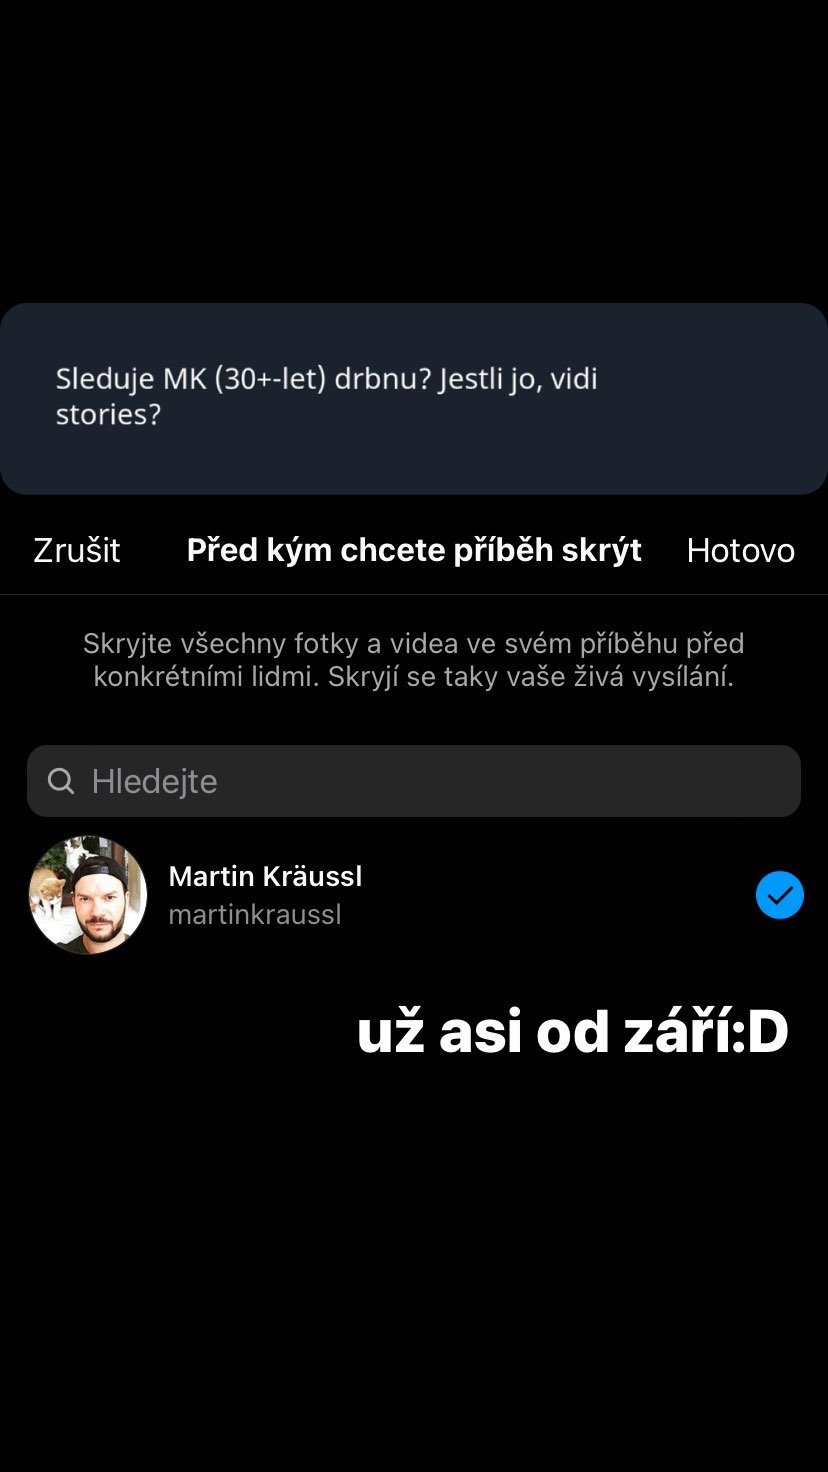 Sleduje MK (30+-let) drbnu? Jestli jo, vidi
stories?
Zrušit Před kým chcete příběh skrýt Hotovo
Skryjte všechny fotky a videa ve svém příběhu před
konkrétními lidmi. Skryjí se taky vaše živá vysílání.
Hledejte
Martin Kräussl
martinkraussl
už asi od září:D